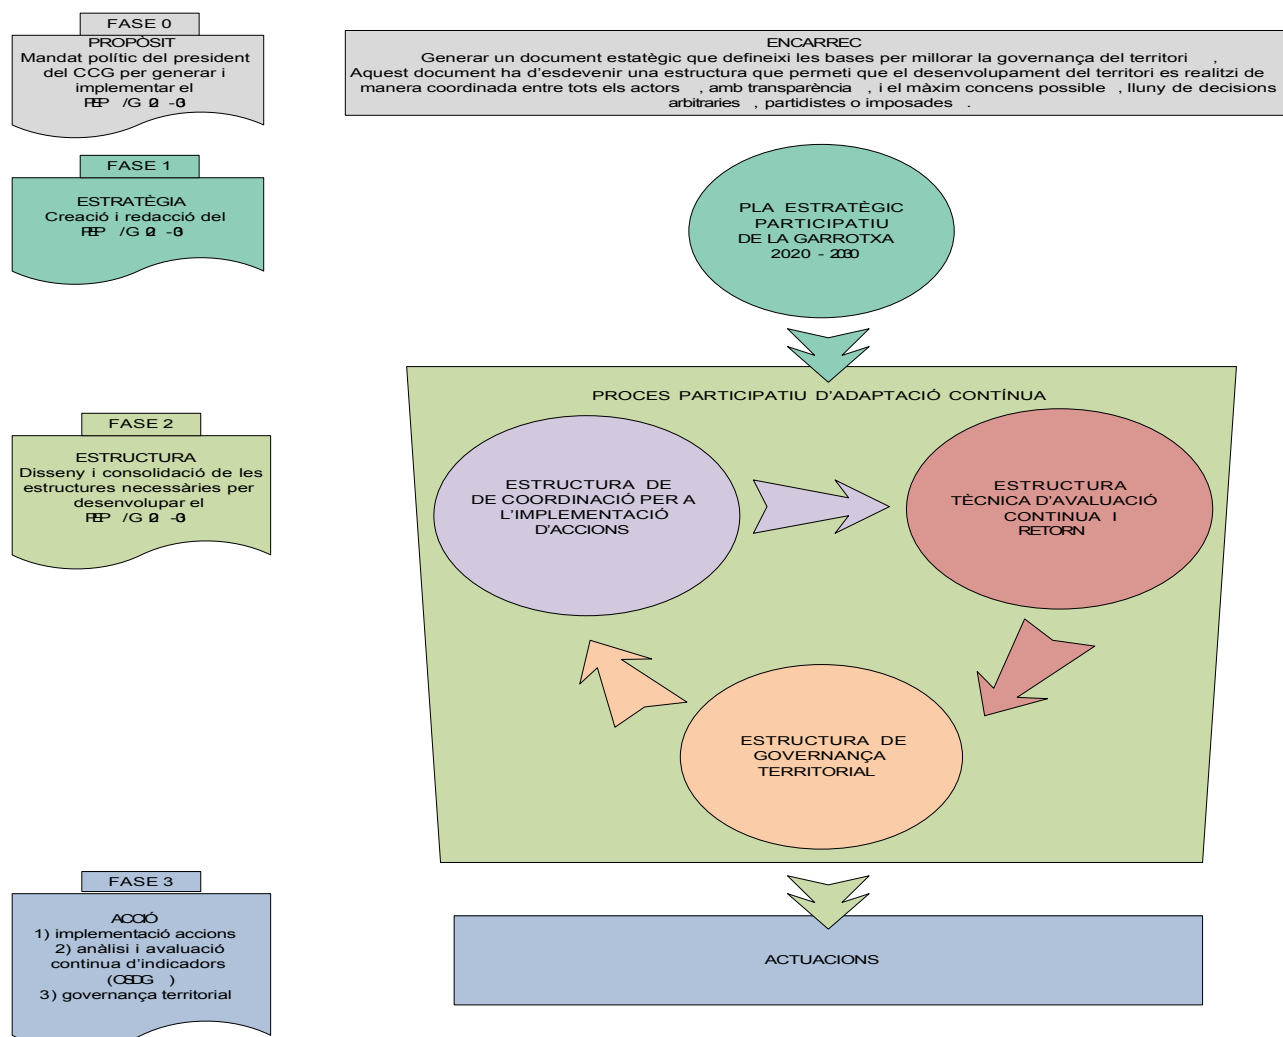 FASE 0
PROPÒSIT
Mandat polític del president
del CCG per generar i
implementar el
ENCARREC
Generar un document estatègic que defineixi les bases per millorar la governança del territori ,
Aquest document ha d'esdevenir una estructura que permeti que el desenvolupament del territori es realitzi de
manera coordinada entre tots els actors , amb transparència , i el màxim concens possible , lluny de decisions
arbitraries , partidistes o imposades .
FASE 1
ESTRATÈGIA
Creació i redacció del
PLA ESTRATÈGIC
PARTICIPATIU
DE LA GARROTXA
2020 - 2030
PROCES PARTICIPATIU D'ADAPTACIÓ CONTÍNUA
FASE 2
ESTRUCTURA
Disseny i consolidació de les
estructures necessàries per
desenvolupar el
ESTRUCTURA DE
DE COORDINACIÓ PER A
L'IMPLEMENTACIÓ
D'ACCIONS
ESTRUCTURA
TÈCNICA D'AVALUACIÓ
CONTINUA I
RETORN
ESTRUCTURA DE
GOVERNANÇA
TERRITORIAL
FASE 3
ACCIÓ
1) implementació accions
2) anàlisi i avaluació
continua d'indicadors
3) governança territorial
ACTUACIONS